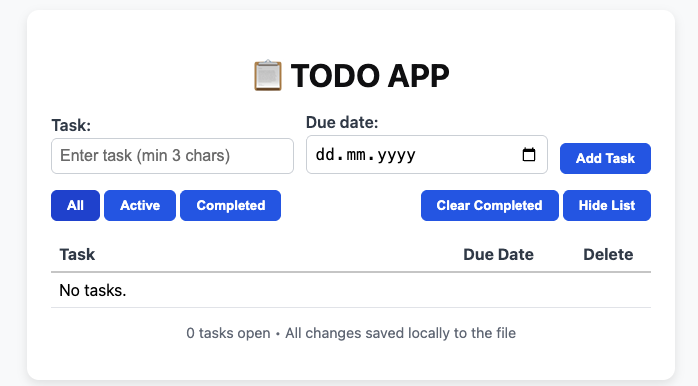 📋 TODO APP
Task: Due date:
Enter task (min 3 chars) dd.mm.yyyy Add Task
All Active Completed Clear Completed Hide List
Task Due Date Delete
No tasks.
0 tasks open • All changes saved locally to the file